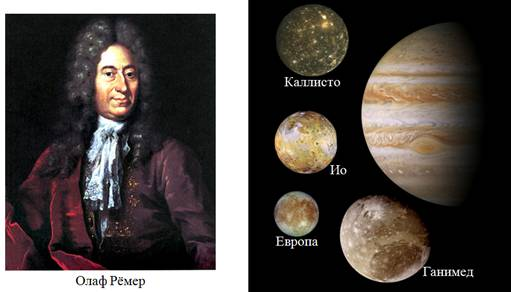 Олаф Рёмер
Каллисто
Ио
Европа
Ганимед